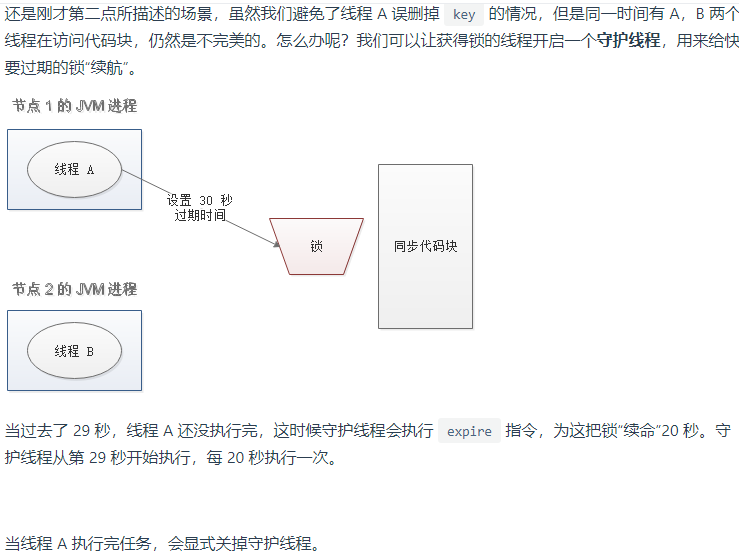 还是刚才第二点所描述的场景，虽然我们避免了线程 A 误删掉 key 的情况，但是同一时间有 A，B 两个
线程在访问代码块，仍然是不完美的。怎么办呢？我们可以让获得锁的线程开启一个守护线程，用来给快
要过期的锁“续航”。
节点 1 的 JVM 进程
线程 A
设置 30 秒
过期时间
锁
同步代码块
节点 2 的 JVM 进程
线程 B
当过去了 29 秒，线程 A 还没执行完，这时候守护线程会执行 expire 指令，为这把锁“续命”20 秒。守
护线程从第 29 秒开始执行，每 20 秒执行一次。
当线程 A 执行完任务，会显式关掉守护线程。